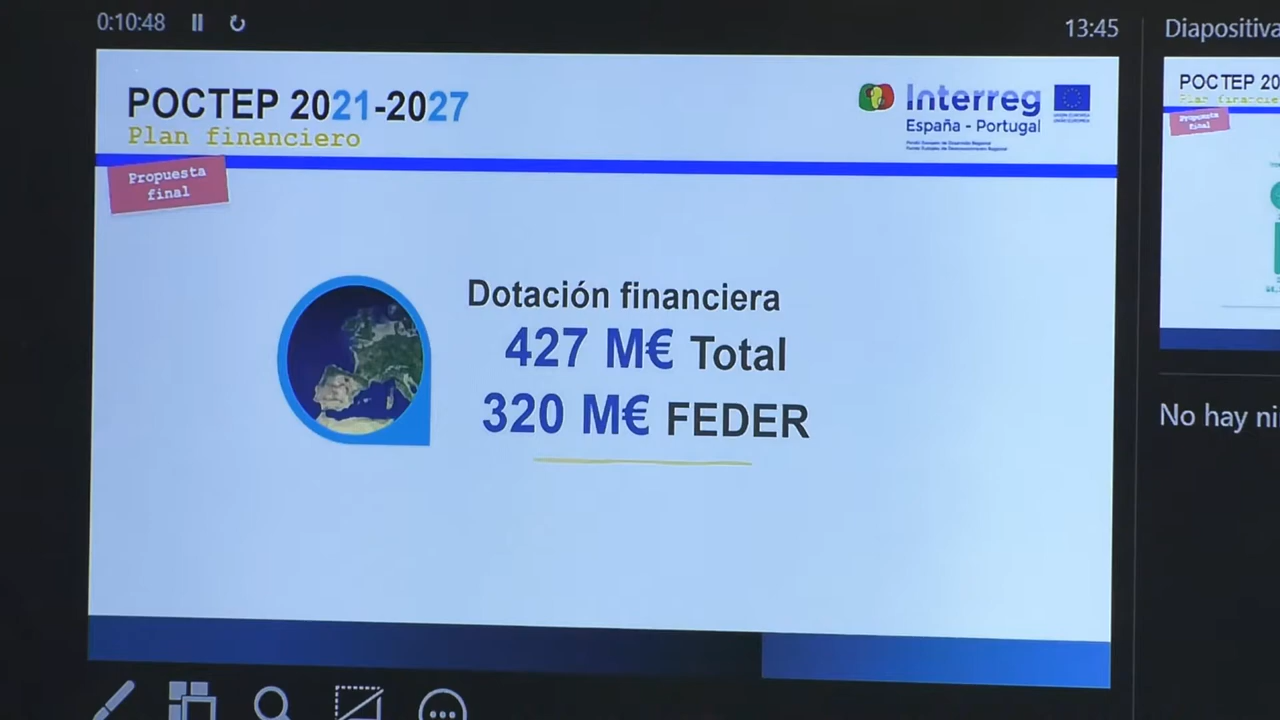 0:10:48
13:45
Diapositiva
POCTEP 2021-2027
Plan financiero
Interreg
España - Portugal
Propuesta
final
Dotación financiera
427 M€ Total
320 M€ FEDER
POCTEP 20
Propuesta
final
No hay ni